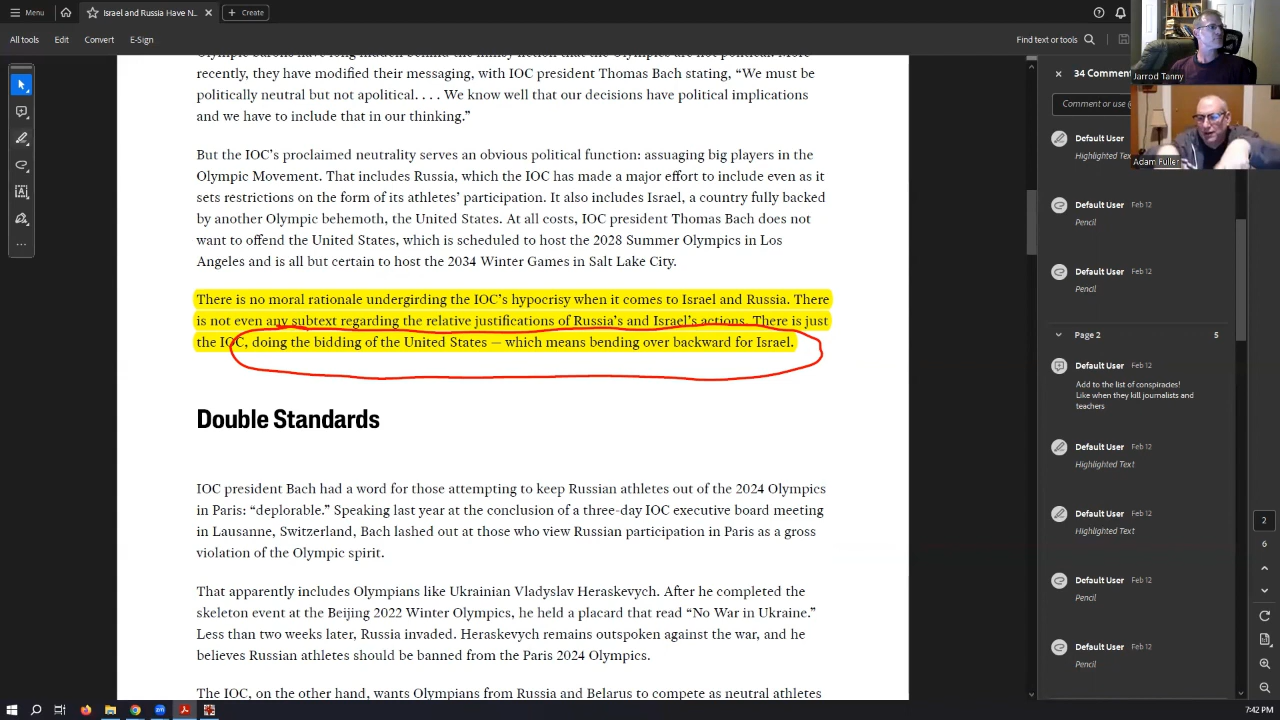 Menu
Israel and Russia Have N...
Create
All tools
Edit
Convert
E-Sign
Find text or tools
recently, they have modified their messaging, with IOC president Thomas Bach stating, “We must be
politically neutral but not apolitical. . . . We know well that our decisions have political implications
and we have to include that in our thinking.”
But the IOC’s proclaimed neutrality serves an obvious political function: assuaging big players in the
Olympic Movement. That includes Russia, which the IOC has made a major effort to include even as it
sets restrictions on the form of its athletes’ participation. It also includes Israel, a country fully backed
by another Olympic behemoth, the United States. At all costs, IOC president Thomas Bach does not
want to offend the United States, which is scheduled to host the 2028 Summer Olympics in Los
Angeles and is all but certain to host the 2034 Winter Games in Salt Lake City.
There is no moral rationale undergirding the IOC’s hypocrisy when it comes to Israel and Russia. There
is not even any subtext regarding the relative justifications of Russia’s and Israel’s actions. There is just
the IOC, doing the bidding of the United States — which means bending over backward for Israel.
Double Standards
IOC president Bach had a word for those attempting to keep Russian athletes out of the 2024 Olympics
in Paris: “deplorable.” Speaking last year at the conclusion of a three-day IOC executive board meeting
in Lausanne, Switzerland, Bach lashed out at those who view Russian participation in Paris as a gross
violation of the Olympic spirit.
That apparently includes Olympians like Ukrainian Vladyslav Heraskevych. After he completed the
skeleton event at the Beijing 2022 Winter Olympics, he held a placard that read “No War in Ukraine.”
Less than two weeks later, Russia invaded. Heraskevych remains outspoken against the war, and he
believes Russian athletes should be banned from the Paris 2024 Olympics.
The IOC, on the other hand, wants Olympians from Russia and Belarus to compete as neutral athletes
34 Comme
Comment or use @
Default User
Highlighted Text
Default User Feb 12
Pencil
Default User Feb 12
Pencil
Page 2 5
Default User Feb 12
Add to the list of conspiracies!
Like when they kill journalists and
teachers
Default User Feb 12
Highlighted Text
Default User Feb 12
Highlighted Text
Default User Feb 12
Pencil
Default User Feb 12
Pencil
Jarrod Tanny
Adam Fuller
2
6
7:42 PM